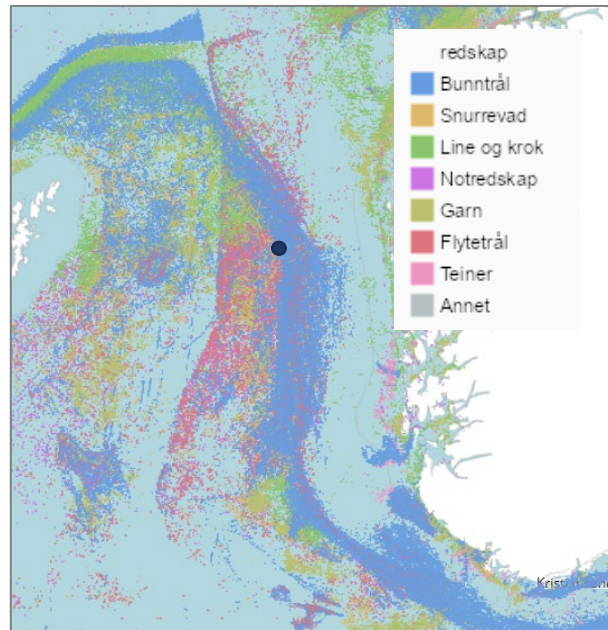 redskap
Bunntrål
Snurrevad
Line og krok
Notredskap
Garn
Flytetrål
Teiner
Annet